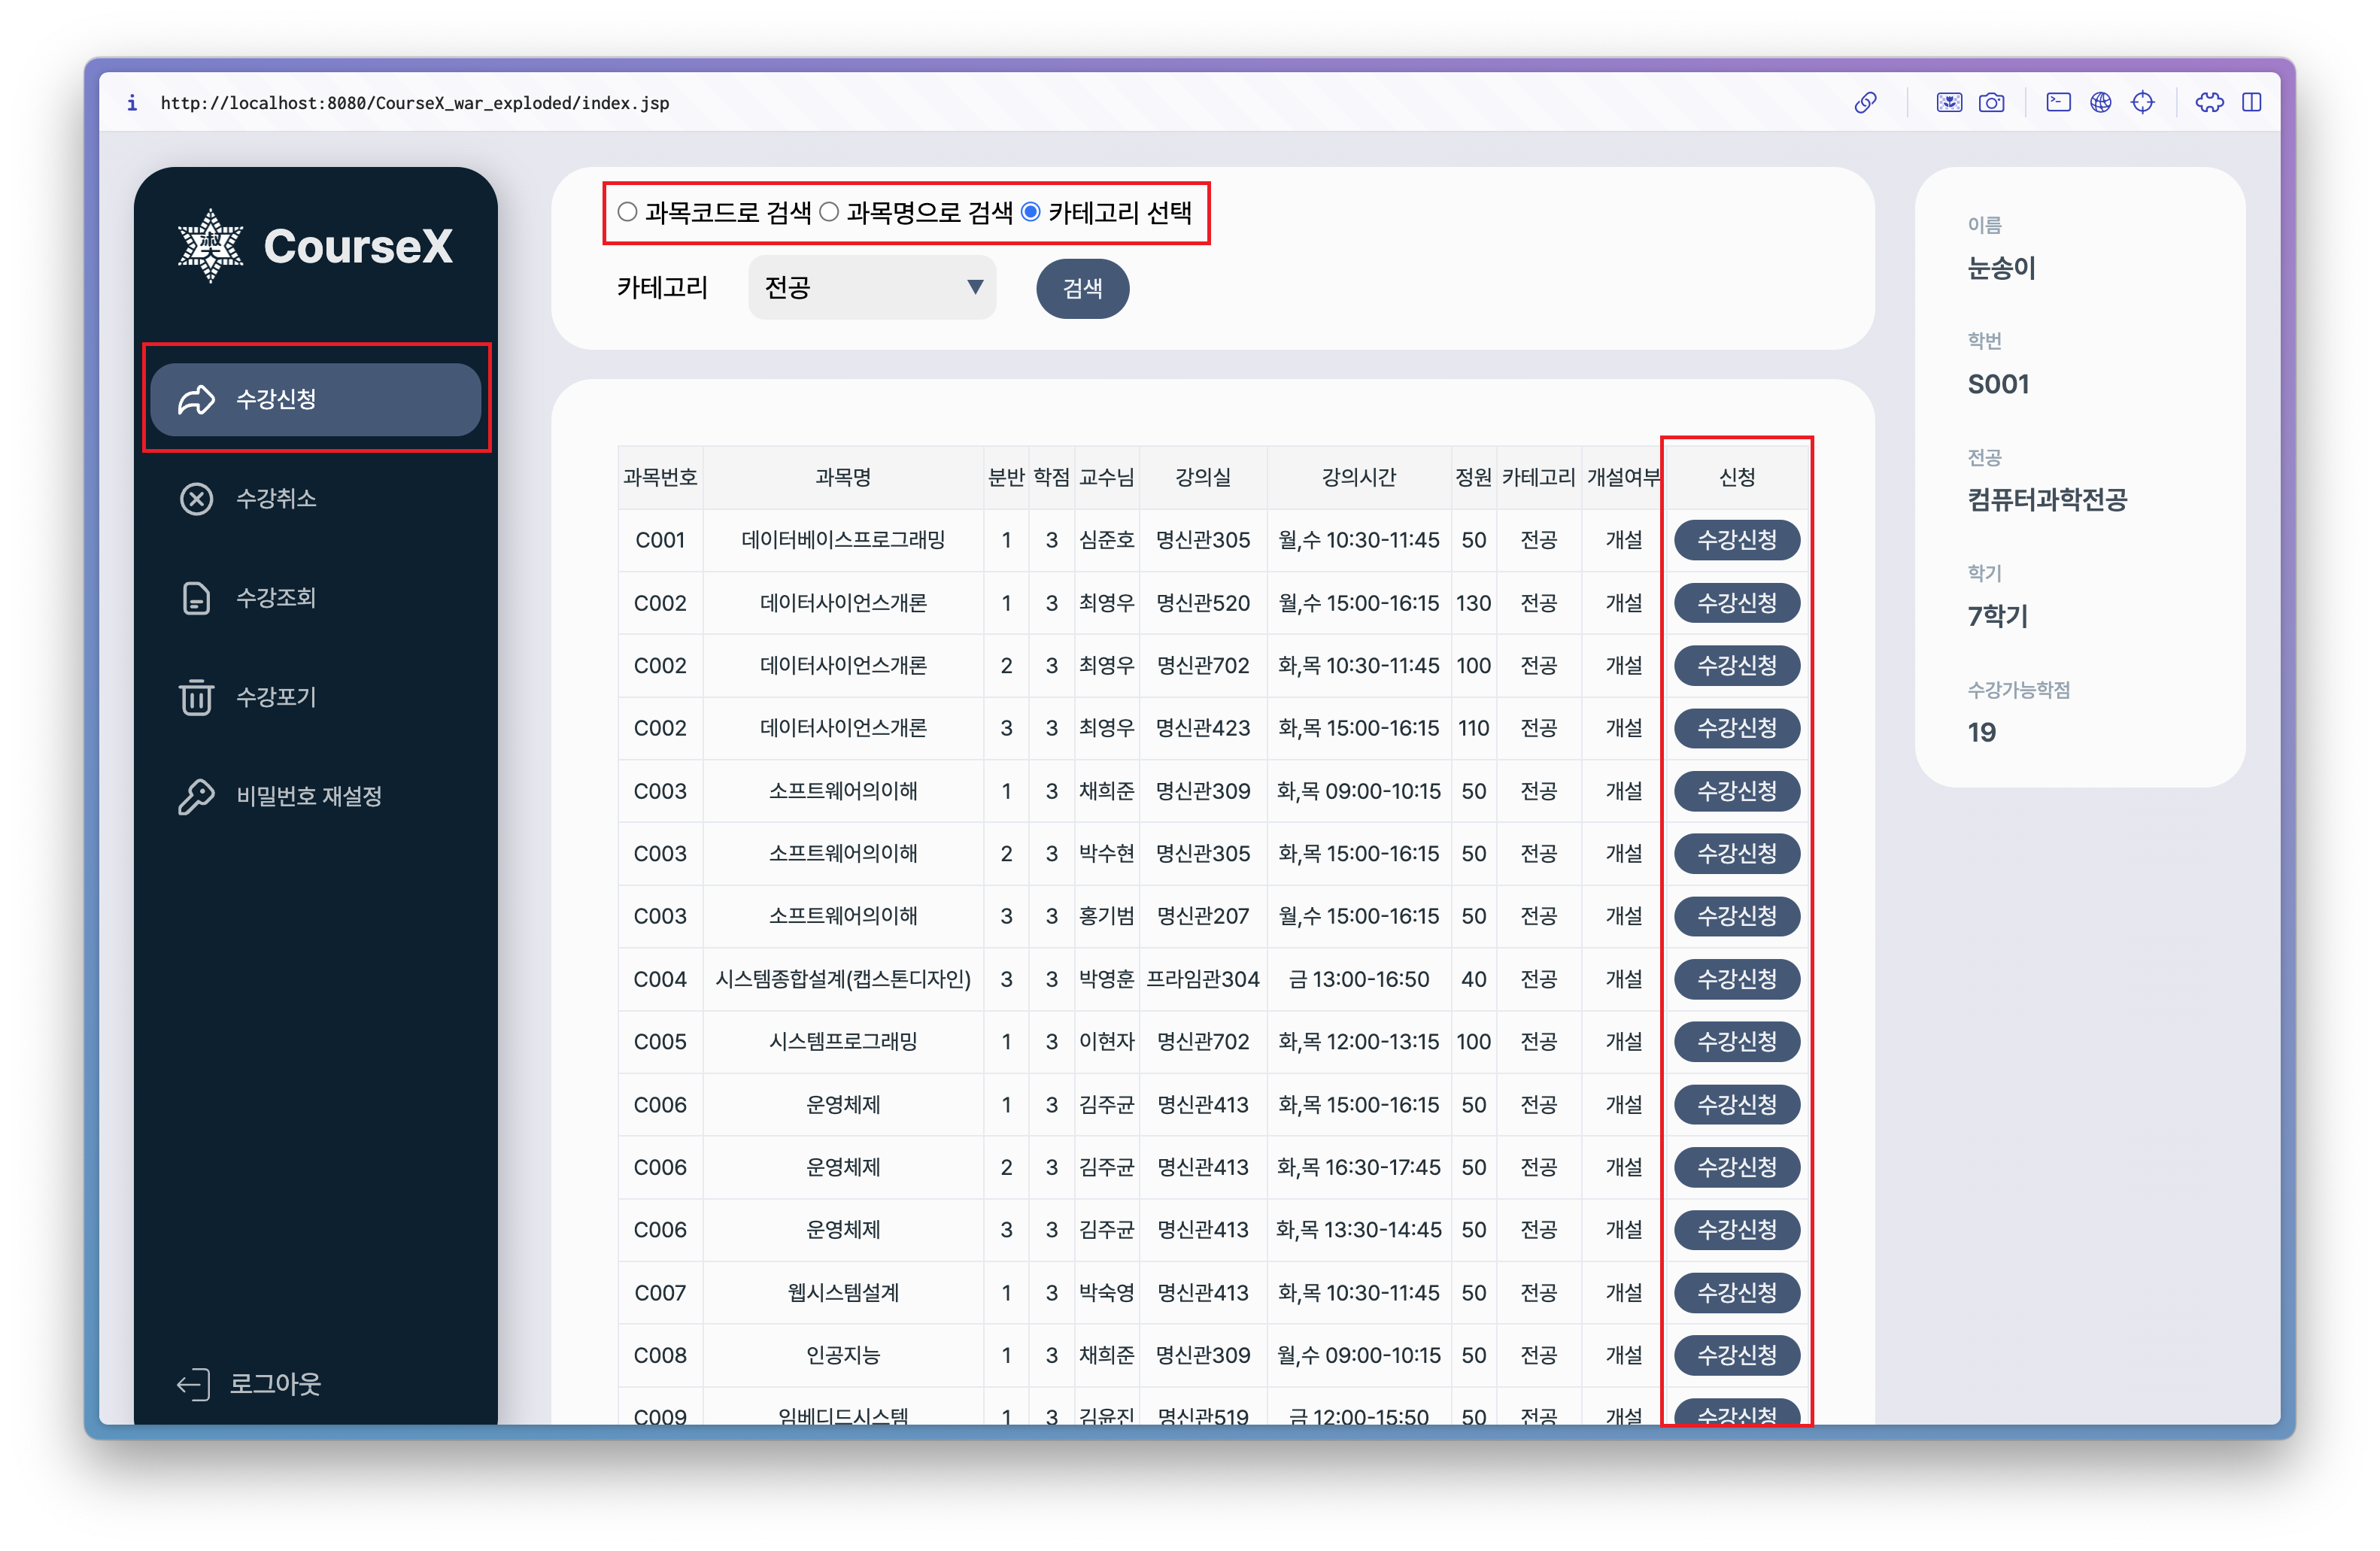 http://localhost:8080/CourseX_war_exploded/index.jsp
CourseX
수강신청
수강취소
수강조회
수강포기
비밀번호 재설정
로그아웃
과목코드로 검색 과목명으로 검색 카테고리 선택
카테고리 전공 검색
과목번호 과목명 분반 학점 교수님 강의실 강의시간 정원 카테고리 개설여부 신청
C001 데이터베이스프로그래밍 1 3 심준호 명신관305 월,수 10:30-11:45 50 전공 개설 수강신청
C002 데이터사이언스개론 1 3 최영우 명신관520 월,수 15:00-16:15 130 전공 개설 수강신청
C002 데이터사이언스개론 2 3 최영우 명신관702 화,목 10:30-11:45 100 전공 개설 수강신청
C002 데이터사이언스개론 3 3 최영우 명신관423 화,목 15:00-16:15 110 전공 개설 수강신청
C003 소프트웨어의이해 1 3 채희준 명신관309 화,목 09:00-10:15 50 전공 개설 수강신청
C003 소프트웨어의이해 2 3 박수현 명신관305 화,목 15:00-16:15 50 전공 개설 수강신청
C003 소프트웨어의이해 3 3 홍기범 명신관207 월,수 15:00-16:15 50 전공 개설 수강신청
C004 시스템종합설계(캡스톤디자인) 3 3 박영훈 프라임관304 금 13:00-16:50 40 전공 개설 수강신청
C005 시스템프로그래밍 1 3 이현자 명신관702 화,목 12:00-13:15 100 전공 개설 수강신청
C006 운영체제 1 3 김주균 명신관413 화,목 15:00-16:15 50 전공 개설 수강신청
C006 운영체제 2 3 김주균 명신관413 화,목 16:30-17:45 50 전공 개설 수강신청
C006 운영체제 3 3 김주균 명신관413 화,목 13:30-14:45 50 전공 개설 수강신청
C007 웹시스템설계 1 3 박숙영 명신관413 화,목 10:30-11:45 50 전공 개설 수강신청
C008 인공지능 1 3 채희준 명신관309 월,수 09:00-10:15 50 전공 개설 수강신청
C009 임베디드시스템 1 3 김윤진 명신관519 금 12:00-15:50 50 전공 개설 수강신청
이름
눈송이
학번
S001
전공
컴퓨터과학전공
학기
7학기
수강가능학점
19